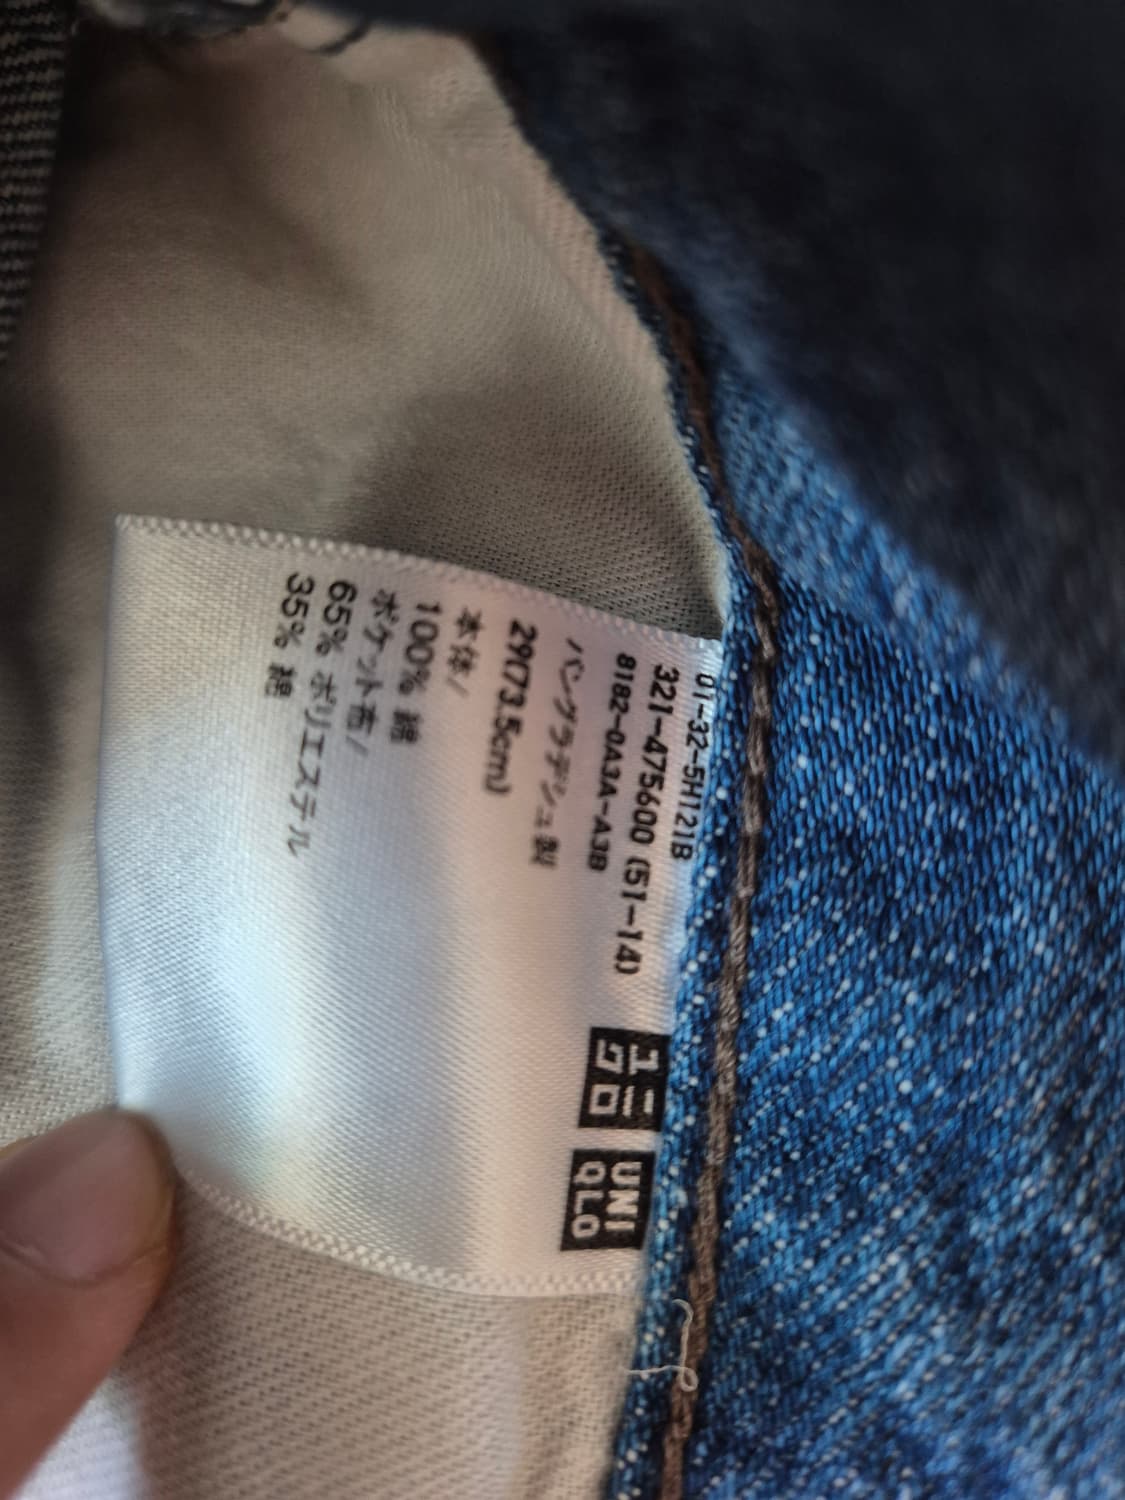 01-32-5H121B
321-475600 (51-14)
8182-0A3A-A3B
バングラデシュ製
29(73.5cm)
本体/
100% 綿
ポケット布/
65% ポリエステル
35% 綿
ユニ
クロ
UNI
QLO